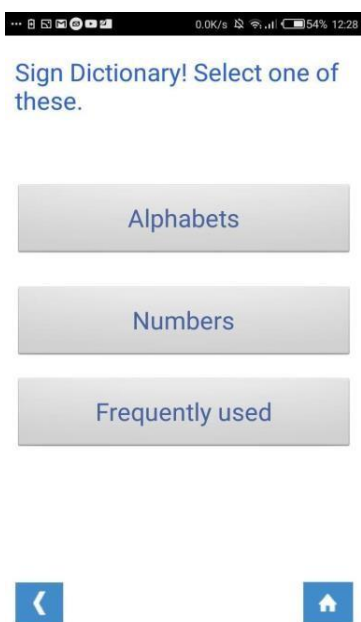 0.0K/s 54% 12:28
Sign Dictionary! Select one of
these.
Alphabets
Numbers
Frequently used